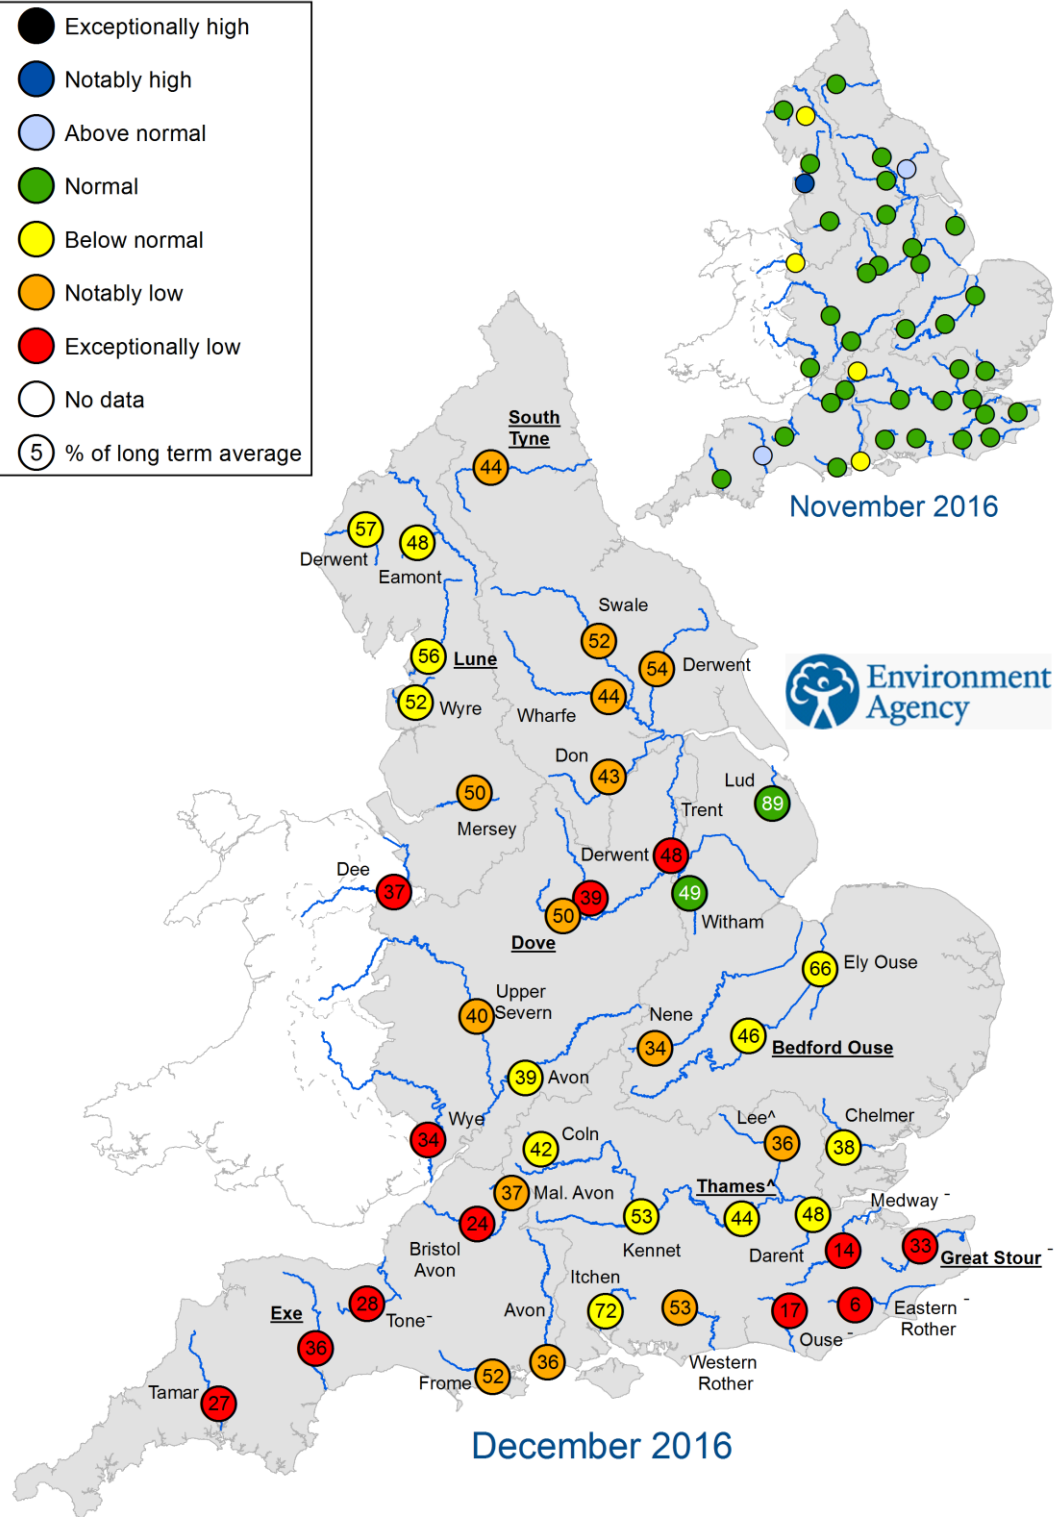 Exceptionally high
Notably high
Above normal
Normal
Below normal
Notably low
Exceptionally low
No data
5 % of long term average
November 2016
South
Tyne
44
57
48
Derwent
Eamont
Swale
52
54 Derwent
56 Lune
52 Wyre
44
Wharfe
Environment
Agency
Don
43
50
Mersey
Lud
89
Trent
Derwent 48
Dee
37
39
49
50
Witham
Dove
66 Ely Ouse
Upper
Severn
40
Nene
34
46
Bedford Ouse
39 Avon
Wye
34
Lee^
36
Chelmer
38
Coln
42
37 Mal. Avon
24
Bristol
Avon
53
Kennet
Thames^
44
48
Darent
Medway -
14
33
Great Stour -
Itchen
72
53
Western
Rother
17
Ouse -
6
Eastern -
Rother
28
Tone-
Exe
36
Avon
36
Frome 52
Tamar
27
December 2016